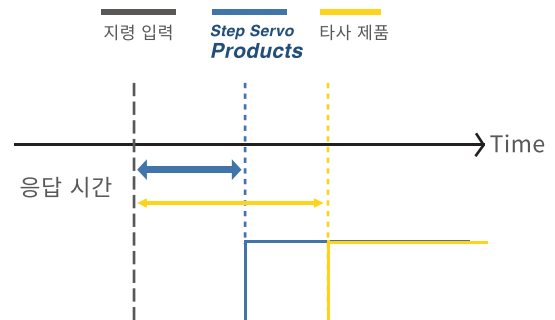 지령 입력
Step Servo
Products
타사 제품
Time
응답 시간